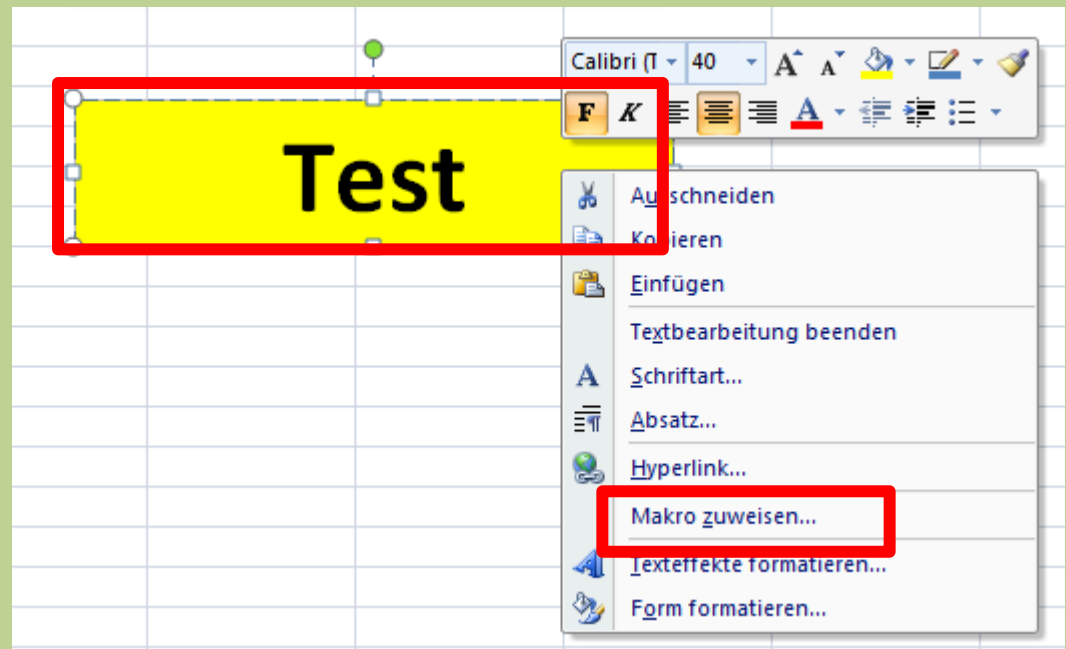 Calibri (T 40 A A
F K A
Test
Ausschneiden
Kopieren
Einfügen
Textbearbeitung beenden
A Schriftart...
Absatz...
Hyperlink...
Makro zuweisen...
Texteffekte formatieren...
Form formatieren...